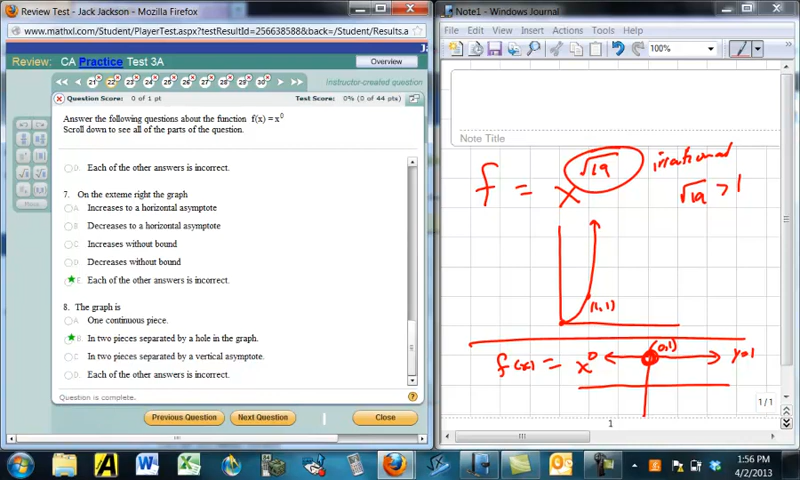 Review Test - Jack Jackson - Mozilla Firefox
www.mathxl.com/Student/PlayerTest.aspx?testResultId=256638588&back=/Student/Results.a
Review: CA Practice Test 3A
Overview
21 22 23 24 25 26 27 28 29 30
Instructor-created question
Question Score: 0 of 1 pt
Test Score: 0% (0 of 44 pts)
Answer the following questions about the function f(x) = x⁰
Scroll down to see all of the parts of the question.
D. Each of the other answers is incorrect.
7. On the exteme right the graph
A. Increases to a horizontal asymptote
B. Decreases to a horizontal asymptote
C. Increases without bound
D. Decreases without bound
E. Each of the other answers is incorrect.
8. The graph is
A. One continuous piece.
B. In two pieces separated by a hole in the graph.
C. In two pieces separated by a vertical asymptote.
D. Each of the other answers is incorrect.
Question is complete.
Previous Question
Next Question
Close
Note1 - Windows Journal
File Edit View Insert Actions Tools
100%
Note Title
f = x^√19 irrational
√19 > 1
(1,1)
f(x) = x⁰
(0,1)
y=1
1/1
1
1:56 PM
4/2/2013